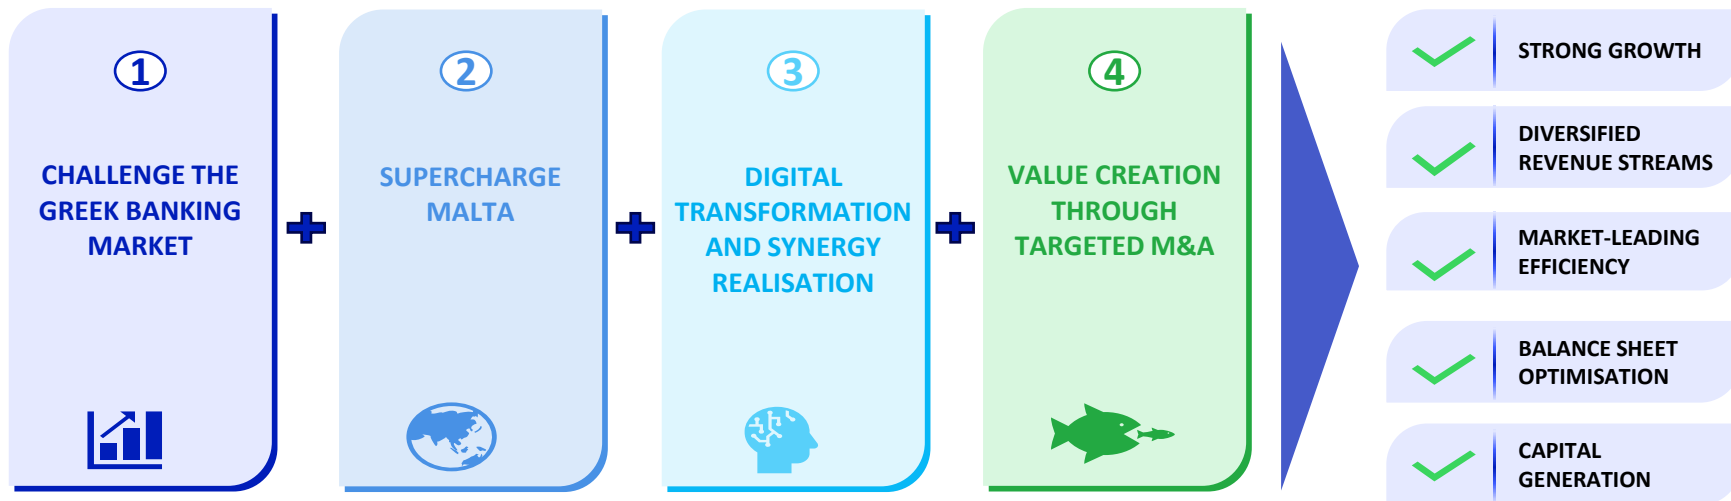 1
CHALLENGE THE
GREEK BANKING
MARKET
2
SUPERCHARGE
MALTA
3
DIGITAL
TRANSFORMATION
AND SYNERGY
REALISATION
4
VALUE CREATION
THROUGH
TARGETED M&A
STRONG GROWTH
DIVERSIFIED
REVENUE STREAMS
MARKET-LEADING
EFFICIENCY
BALANCE SHEET
OPTIMISATION
CAPITAL
GENERATION